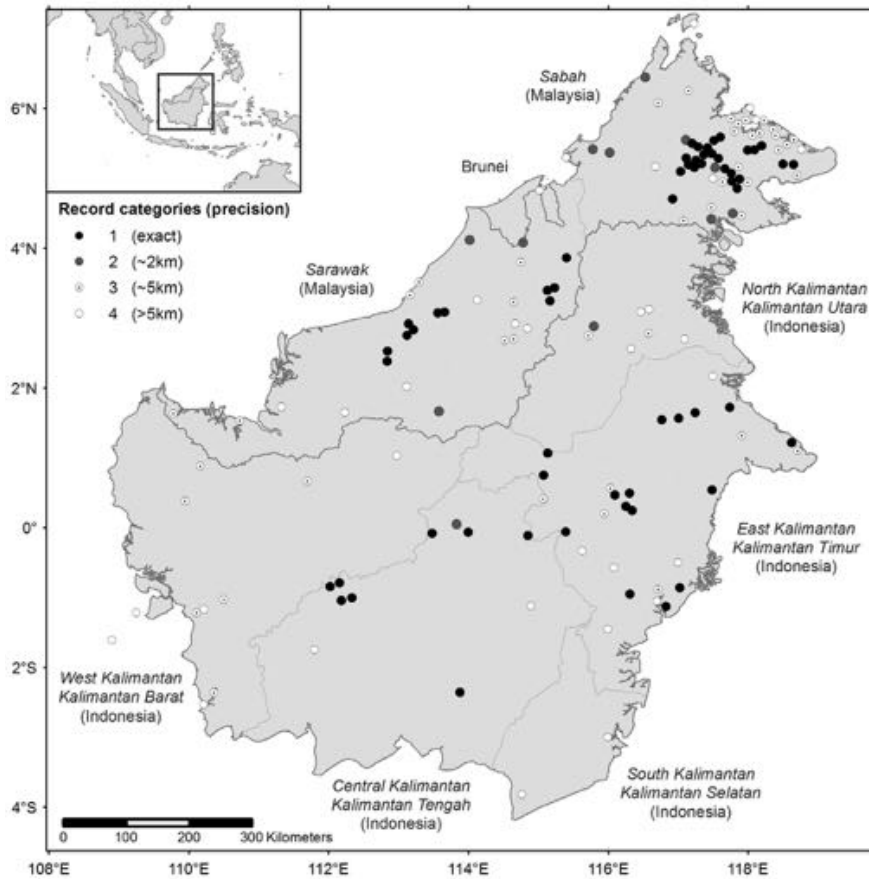 6°N
4°N
2°N
0°
2°S
4°S
Record categories (precision)
1 (exact)
2 (~2km)
3 (~5km)
4 (>5km)
Sabah
(Malaysia)
Brunei
Sarawak
(Malaysia)
North Kalimantan
Kalimantan Utara
(Indonesia)
East Kalimantan
Kalimantan Timur
(Indonesia)
West Kalimantan
Kalimantan Barat
(Indonesia)
Central Kalimantan
Kalimantan Tengah
(Indonesia)
South Kalimantan
Kalimantan Selatan
(Indonesia)
0 100 200 300 Kilometers
108°E 110°E 112°E 114°E 116°E 118°E